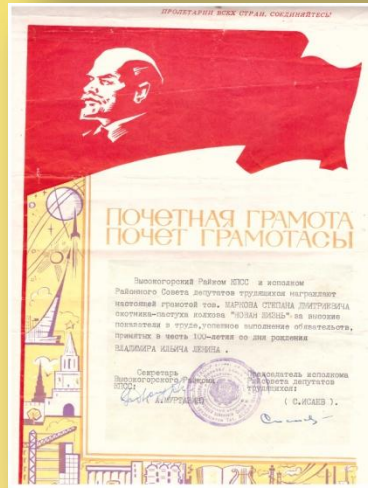 ПРОЛЕТАРИИ ВСЕХ СТРАН, СОЕДИНЯЙТЕСЬ!
ПОЧЕТНАЯ ГРАМОТА
ПОЧЕТ ГРАМОТАСЫ
Высокогорский Райком КПСС и исполком
Районного Совета депутатов трудящихся награждает
настоящей грамотой тов. МАРКОВА СТЕПАНА ДМИТРИЕВИЧА
скотника-пастуха колхоза "НОВАЯ ЖИЗНЬ" за высокие
показатели в труде, успешное выполнение обязательств,
принятых в честь 100-летия со дня рождения
ВЛАДИМИРА ИЛЬИЧА ЛЕНИНА.
Секретарь Председатель исполкома
Высокогорского Райкома райсовета депутатов
КПСС: трудящихся:
( С.ИСАЕВ ).